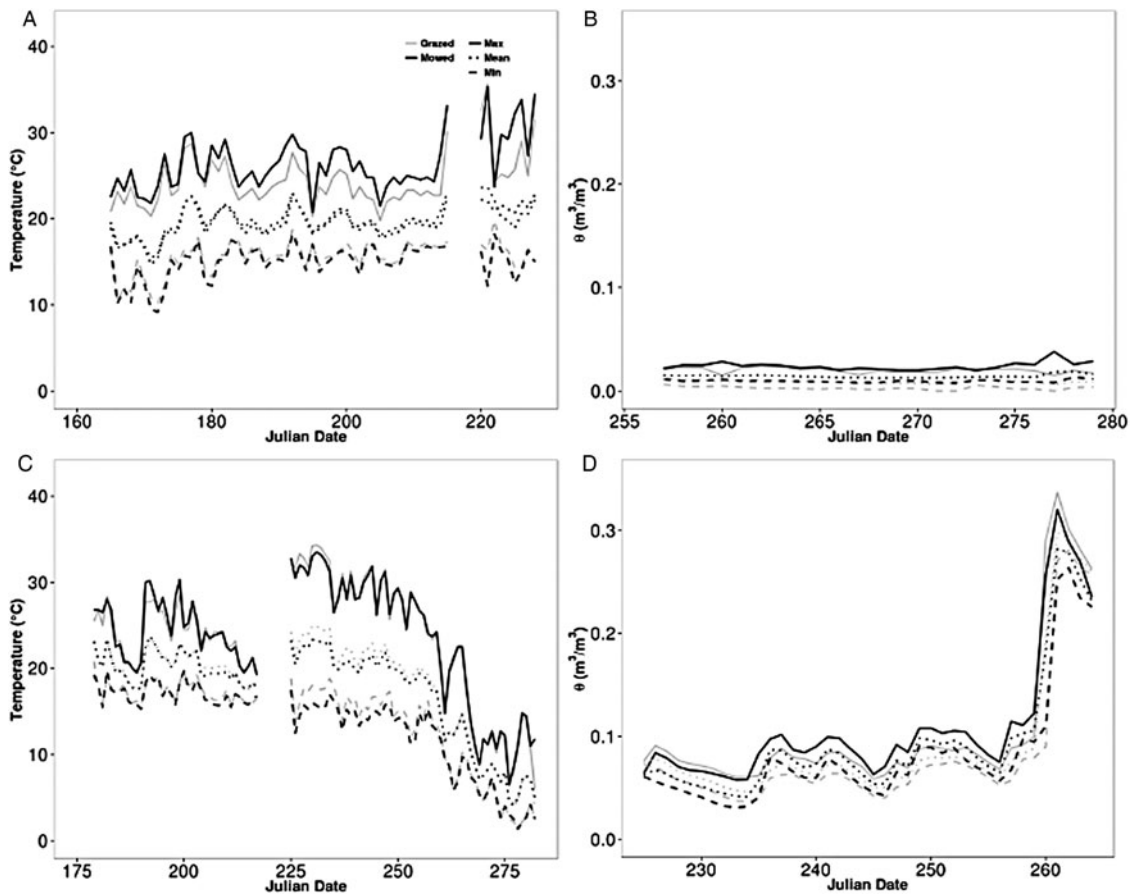 A
40
30
20
10
0
Temperature (°C)
Grazed
Mowed
Max
Mean
Min
160
180
200
220
Julian Date
B
0.3
0.2
0.1
0.0
θ (m³/m³)
255
260
265
270
275
280
Julian Date
C
40
30
20
10
0
Temperature (°C)
175
200
225
250
275
Julian Date
D
0.3
0.2
0.1
0.0
θ (m³/m³)
230
240
250
260
Julian Date